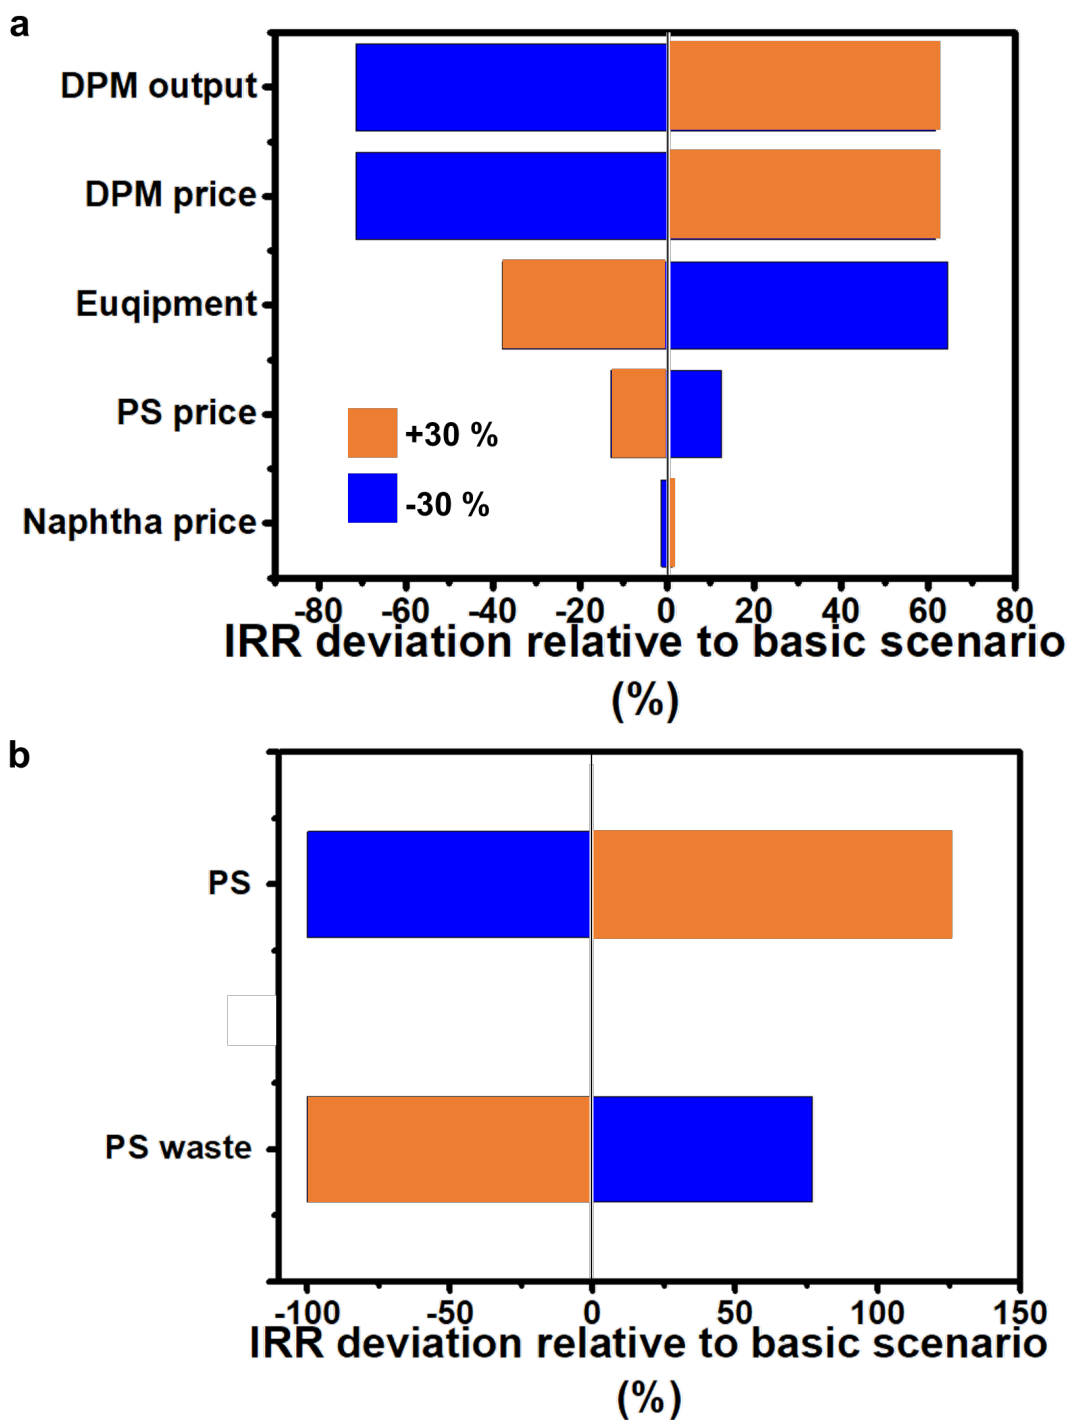 a
DPM output
DPM price
Euqipment
PS price
Naphtha price
+30 %
-30 %
-80 -60 -40 -20 0 20 40 60 80
IRR deviation relative to basic scenario
(%)
b
PS
PS waste
-100 -50 0 50 100 150
IRR deviation relative to basic scenario
(%)